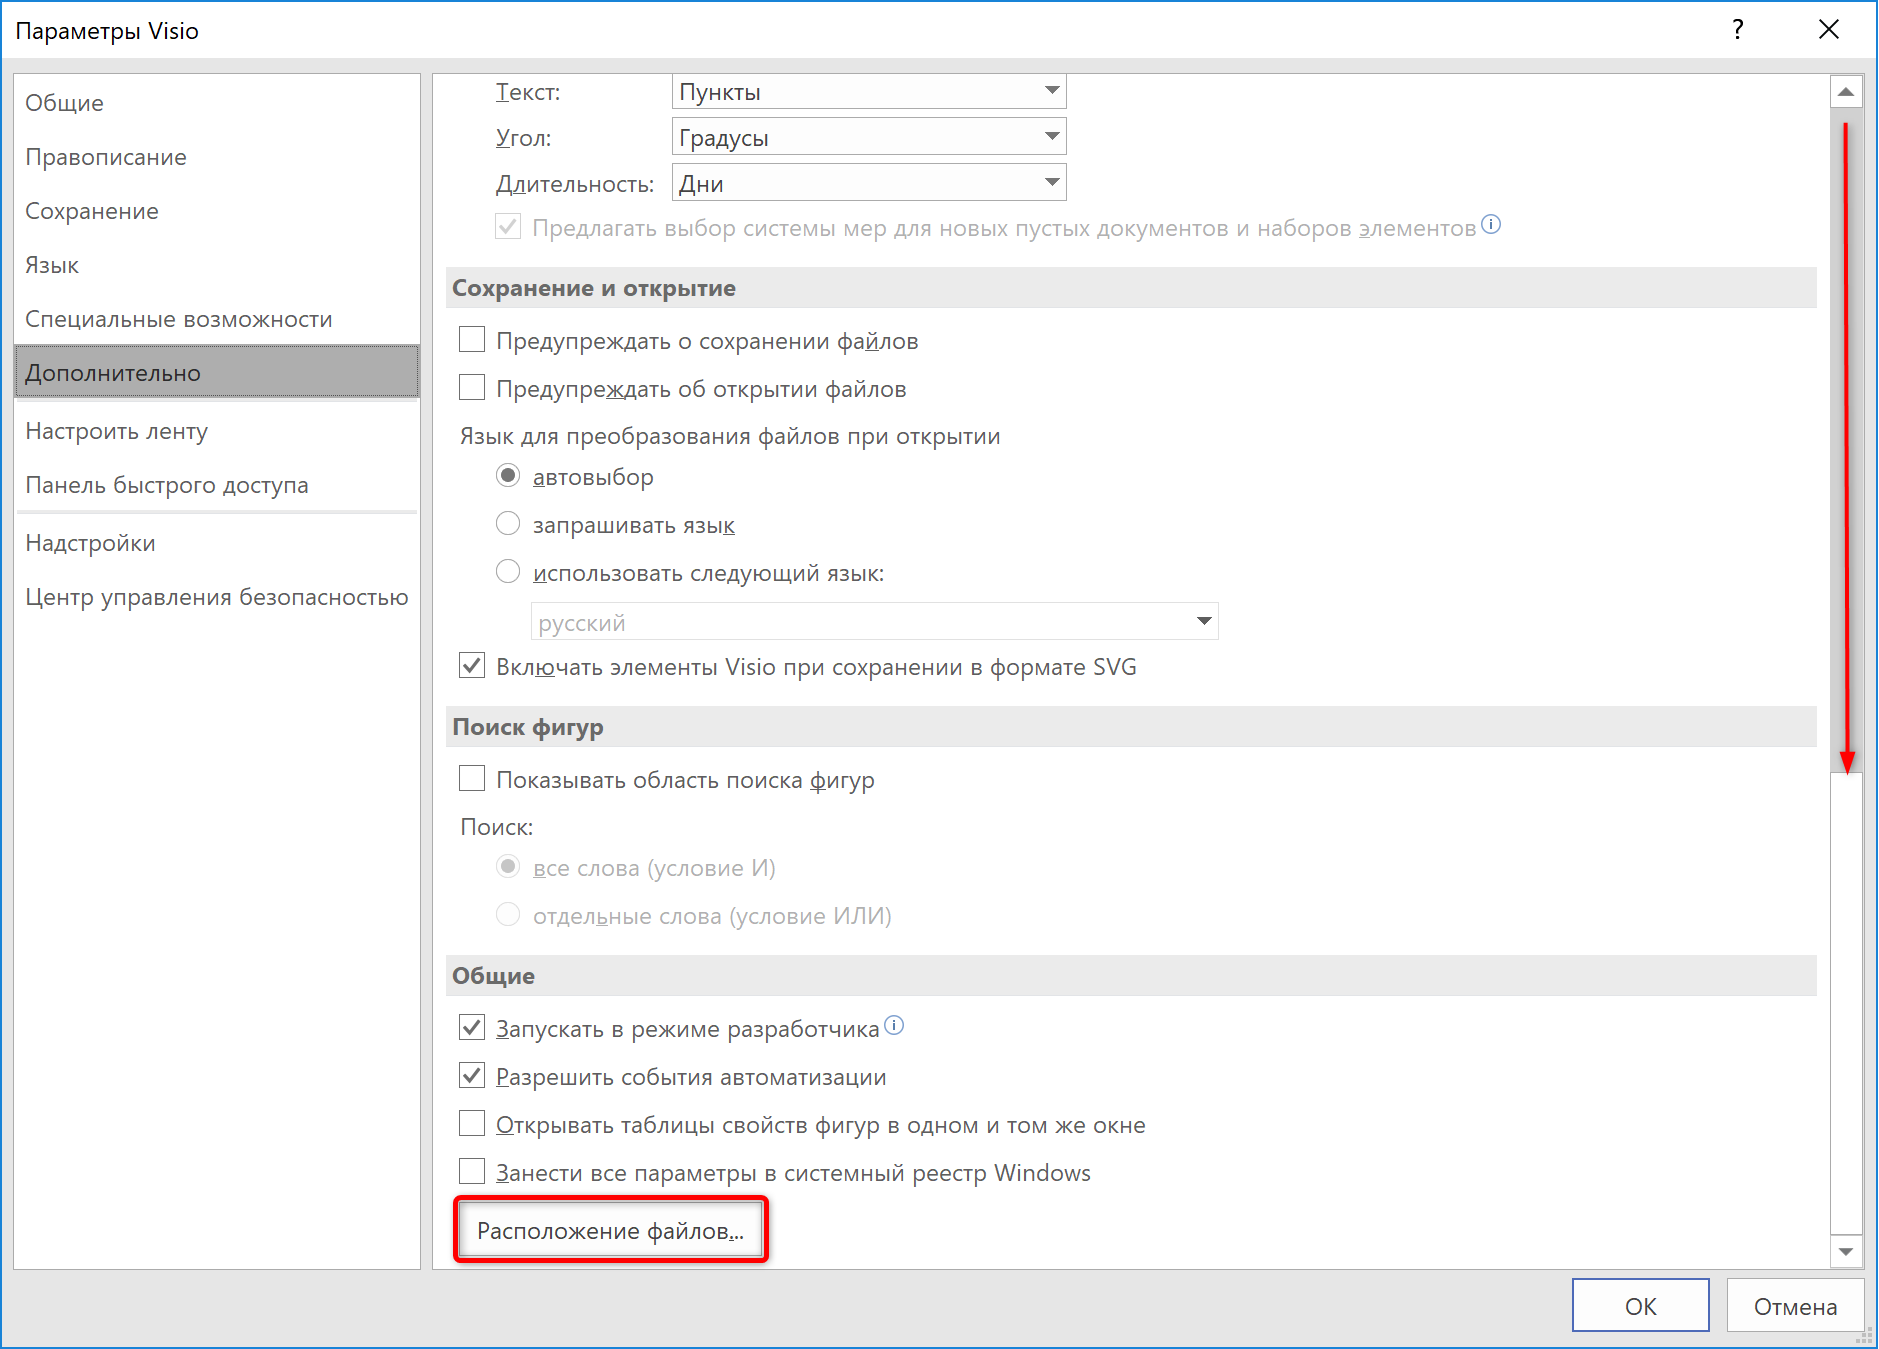 Параметры Visio
?
Общие
Правописание
Сохранение
Язык
Специальные возможности
Дополнительно
Настроить ленту
Панель быстрого доступа
Надстройки
Центр управления безопасностью
Текст: Пункты
Угол: Градусы
Длительность: Дни
Предлагать выбор системы мер для новых пустых документов и наборов элементов
Сохранение и открытие
Предупреждать о сохранении файлов
Предупреждать об открытии файлов
Язык для преобразования файлов при открытии
автовыбор
запрашивать язык
использовать следующий язык:
русский
Включать элементы Visio при сохранении в формате SVG
Поиск фигур
Показывать область поиска фигур
Поиск:
все слова (условие И)
отдельные слова (условие ИЛИ)
Общие
Запускать в режиме разработчика
Разрешить события автоматизации
Открывать таблицы свойств фигур в одном и том же окне
Занести все параметры в системный реестр Windows
Расположение файлов...
ОК Отмена